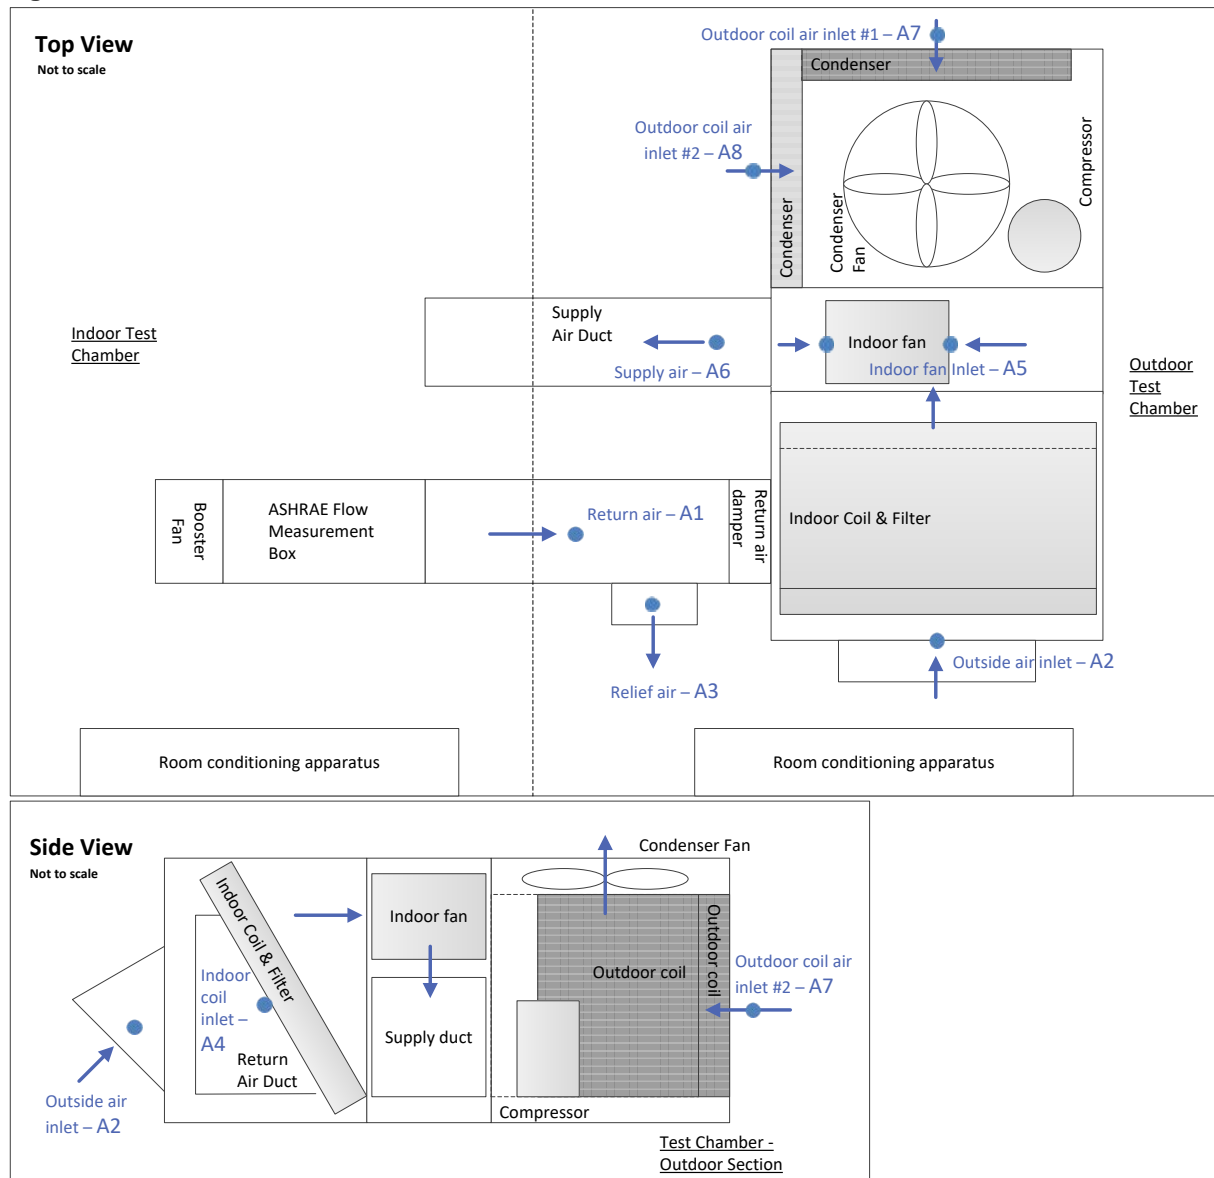 Top View
Not to scale
Outdoor coil air inlet #1 – A7
Condenser
Outdoor coil air
inlet #2 – A8
Condenser
Condenser
Fan
Compressor
Indoor Test
Chamber
Supply
Air Duct
Supply air – A6
Indoor fan
Indoor fan Inlet – A5
Outdoor
Test
Chamber
Booster
Fan
ASHRAE Flow
Measurement
Box
Return air – A1
Return air
damper
Indoor Coil & Filter
Relief air – A3
Outside air inlet – A2
Room conditioning apparatus
Room conditioning apparatus
Side View
Not to scale
Condenser Fan
Indoor Coil & Filter
Indoor fan
Indoor
coil
inlet –
A4
Return
Air Duct
Supply duct
Outdoor coil
Outdoor coil
Outdoor coil air
inlet #2 – A7
Outside air
inlet – A2
Compressor
Test Chamber -
Outdoor Section